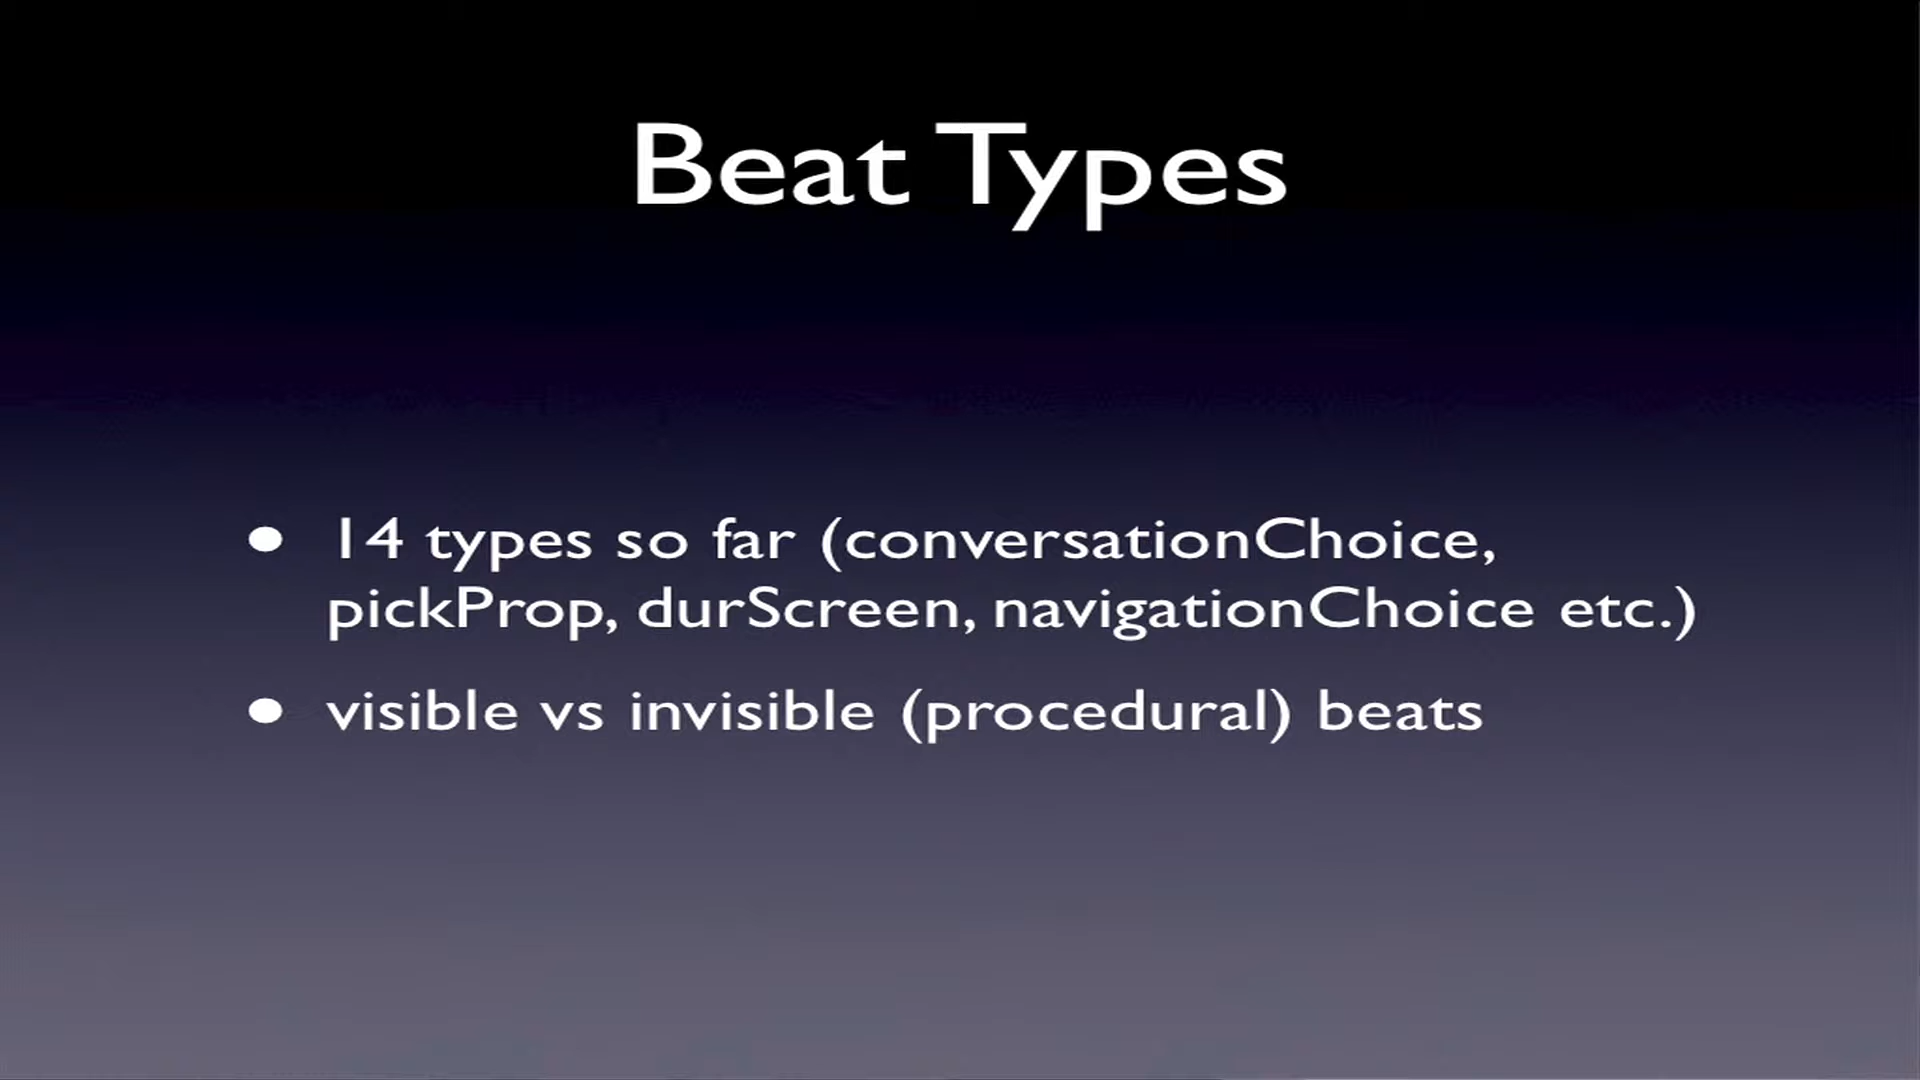 Beat Types
• 14 types so far (conversationChoice,
pickProp, durScreen, navigationChoice etc.)
• visible vs invisible (procedural) beats